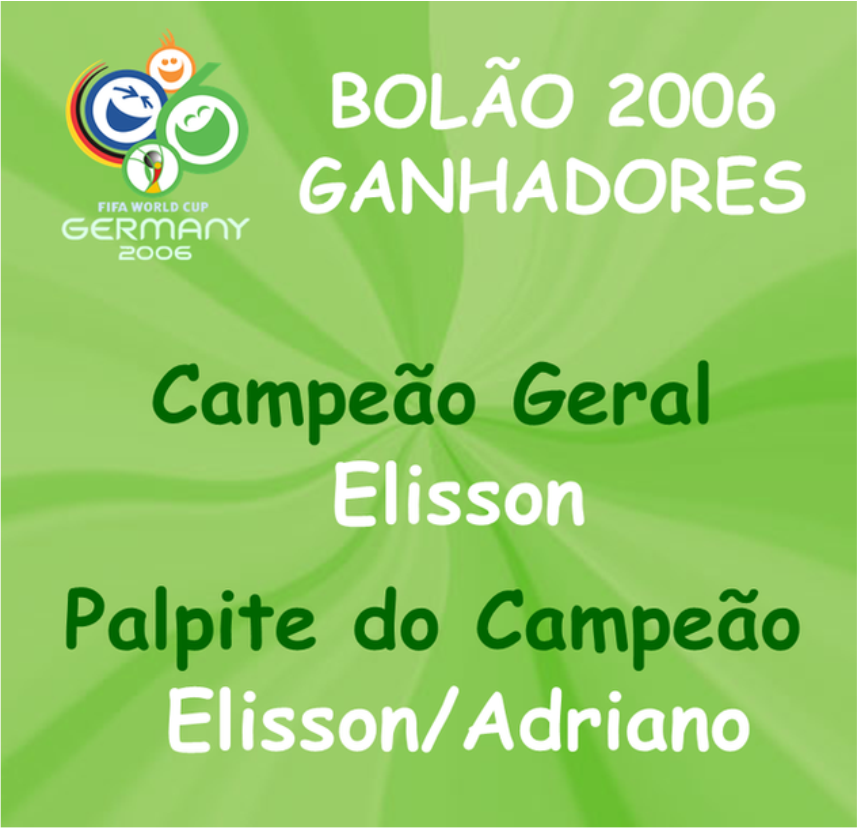 BOLÃO 2006
GANHADORES
FIFA WORLD CUP
GERMANY
2006
Campeão Geral
Elisson
Palpite do Campeão
Elisson/Adriano